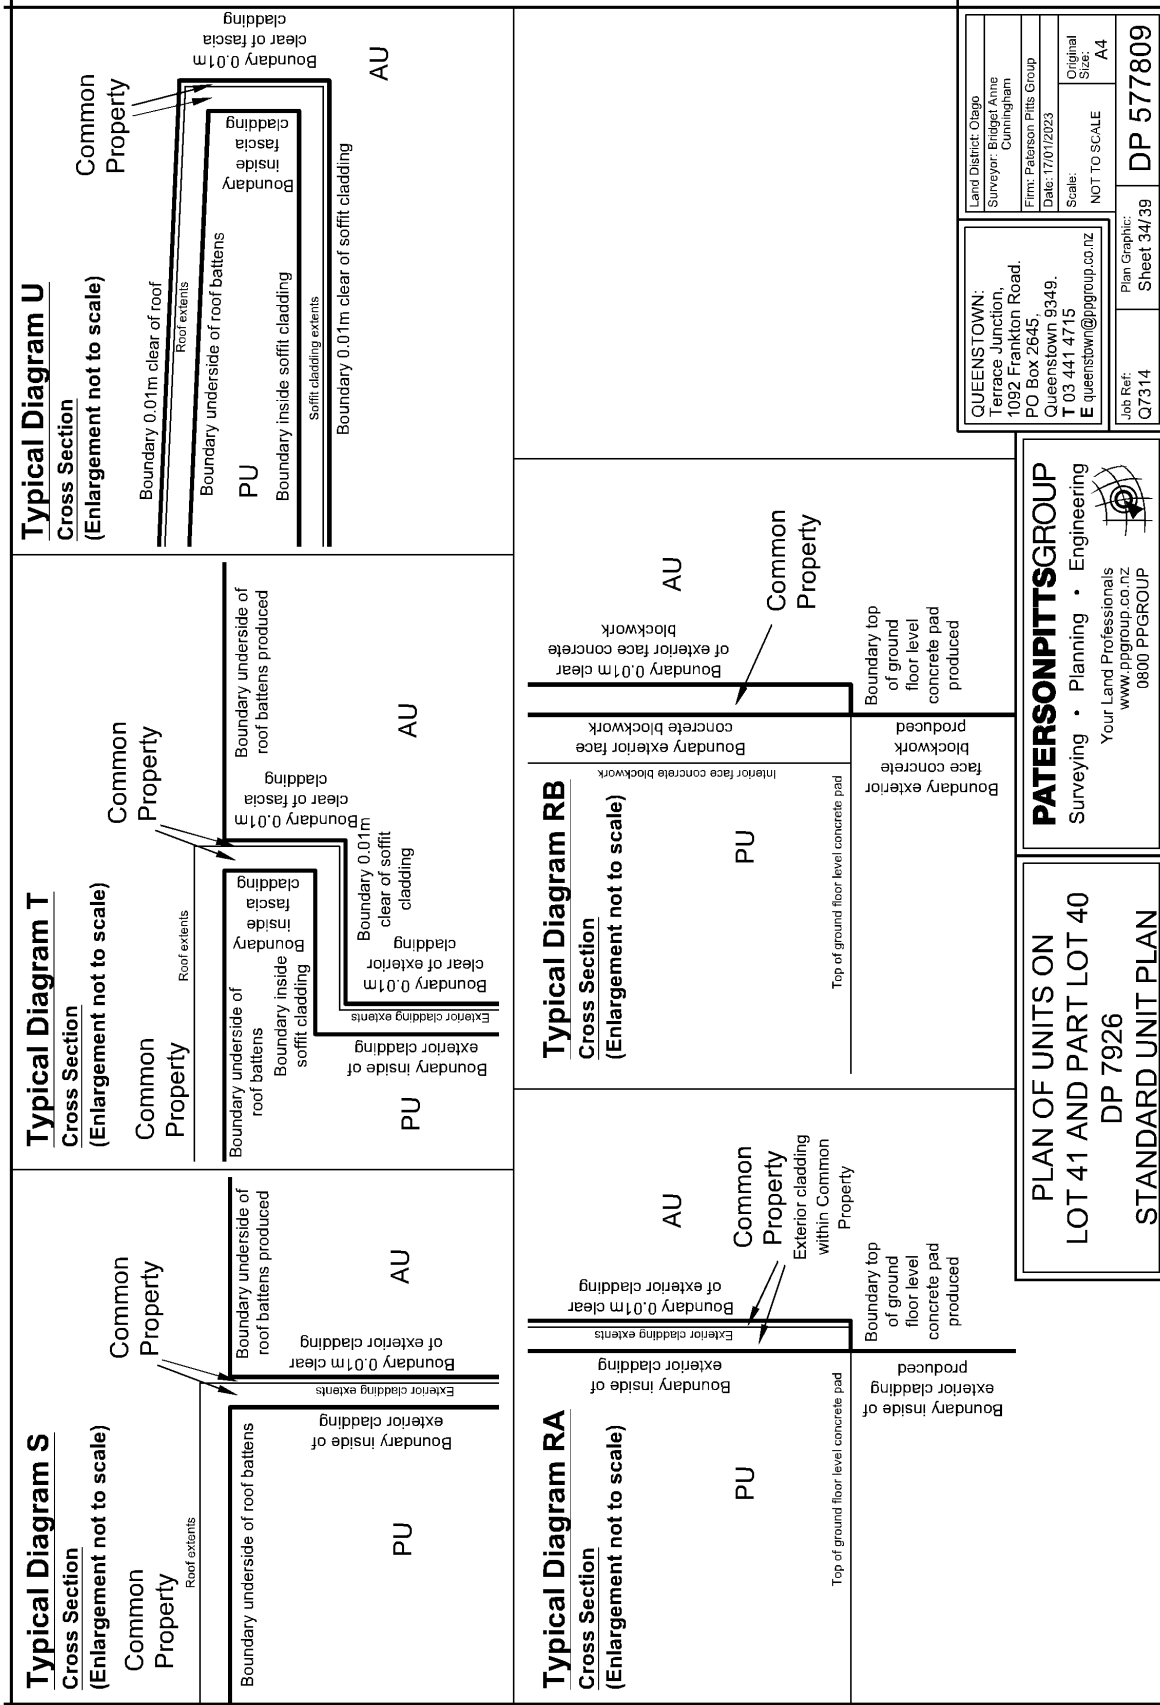 Typical Diagram S
Cross Section
(Enlargement not to scale)
Common
Property
Roof extents
Boundary underside of roof battens
PU
Boundary inside of
exterior cladding
Exterior cladding extents
Boundary 0.01m clear
of exterior cladding
Common
Property
Boundary underside of
roof battens produced
AU
Typical Diagram T
Cross Section
(Enlargement not to scale)
Common
Property
Roof extents
Boundary underside of
roof battens
Boundary inside
soffit cladding
PU
Boundary inside of
exterior cladding
Exterior cladding extents
Boundary 0.01m
clear of exterior
cladding
Boundary
inside
fascia
cladding
Boundary 0.01m
clear of soffit
cladding
Boundary 0.01m
clear of fascia
cladding
Common
Property
Boundary underside of
roof battens produced
AU
Typical Diagram U
Cross Section
(Enlargement not to scale)
Boundary 0.01m clear of roof
Roof extents
Boundary underside of roof battens
PU
Boundary inside soffit cladding
Soffit cladding extents
Boundary 0.01m clear of soffit cladding
Boundary
inside
fascia
cladding
Common
Property
Boundary 0.01m
clear of fascia
cladding
AU
Typical Diagram RA
Cross Section
(Enlargement not to scale)
PU
Top of ground floor level concrete pad
Boundary inside of
exterior cladding
Exterior cladding extents
Boundary 0.01m clear
of exterior cladding
AU
Common
Property
Exterior cladding
within Common
Property
Boundary top
of ground
floor level
concrete pad
produced
Boundary inside of
exterior cladding
produced
Typical Diagram RB
Cross Section
(Enlargement not to scale)
PU
Top of ground floor level concrete pad
Interior face concrete blockwork
Boundary exterior face
concrete blockwork
Boundary 0.01m clear
of exterior face concrete
blockwork
AU
Common
Property
Boundary top
of ground
floor level
concrete pad
produced
Boundary exterior
face concrete
blockwork
produced
PLAN OF UNITS ON
LOT 41 AND PART LOT 40
DP 7926
STANDARD UNIT PLAN
PATERSONPITTSGROUP
Surveying • Planning • Engineering
Your Land Professionals
www.ppgroup.co.nz
0800 PPGROUP
QUEENSTOWN:
Terrace Junction,
1092 Frankton Road.
PO Box 2645,
Queenstown 9349.
T 03 441 4715
E queenstown@ppgroup.co.nz
Land District: Otago
Surveyor: Bridget Anne
Cunningham
Firm: Paterson Pitts Group
Date: 17/01/2023
Scale:
NOT TO SCALE
Original
Size:
A4
Job Ref:
Q7314
Plan Graphic:
Sheet 34/39
DP 577809